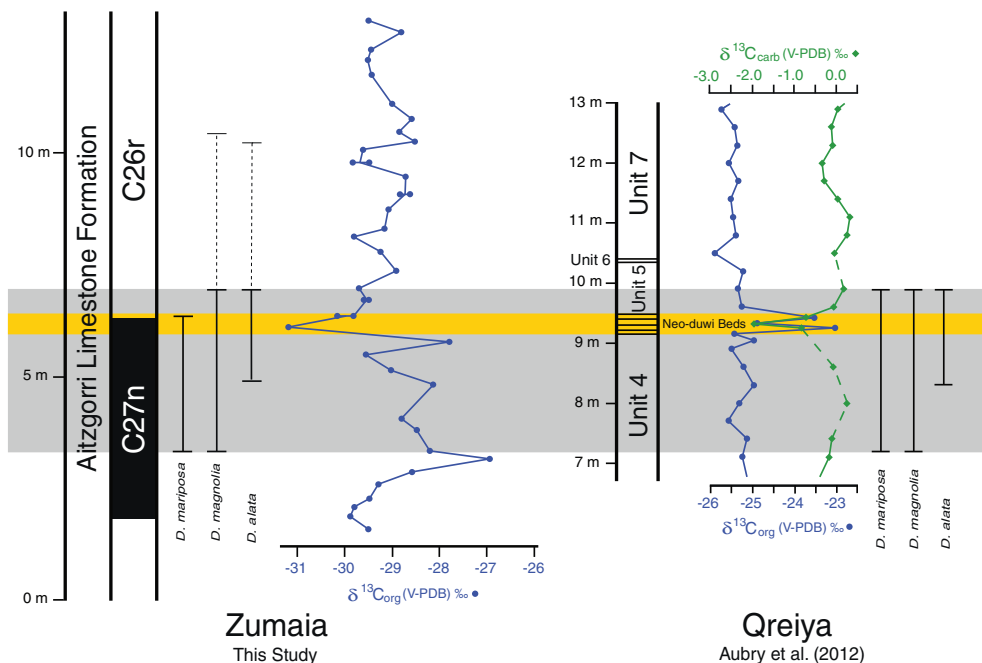 10 m
5 m
0 m
Aitzgorri Limestone Formation
C26r
C27n
D. mariposa
D. magnolia
D. alata
-31 -30 -29 -28 -27 -26
δ¹³Corg (V-PDB) ‰
Zumaia
This Study
δ¹³Ccarb (V-PDB) ‰
-3.0 -2.0 -1.0 0.0
13 m
12 m
11 m
10 m
9 m
8 m
7 m
Unit 7
Unit 6
Unit 5
Neo-duwi Beds
Unit 4
-26 -25 -24 -23
δ¹³Corg (V-PDB) ‰
D. mariposa
D. magnolia
D. alata
Qreiya
Aubry et al. (2012)